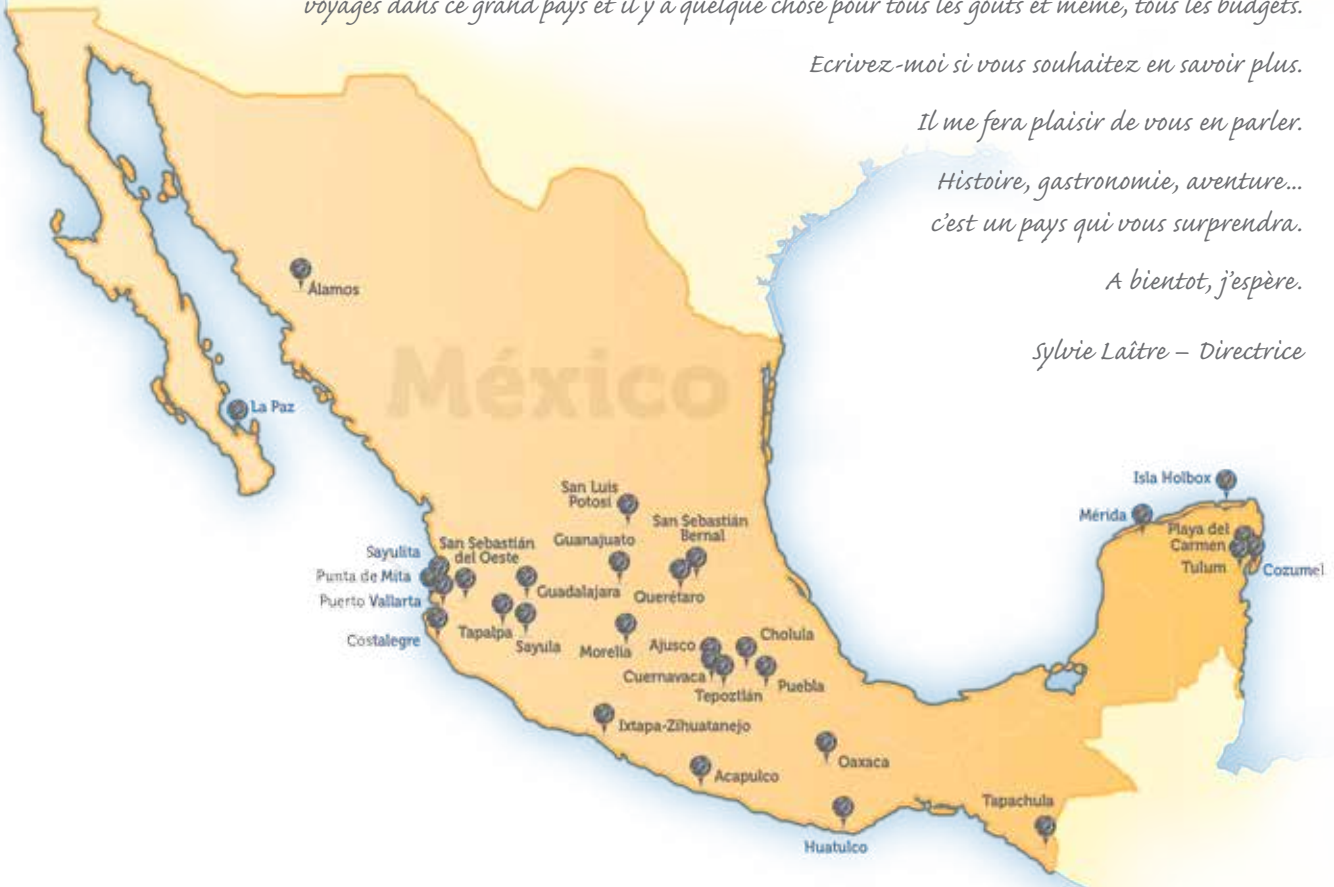 voyages dans ce grand pays et il y a quelque chose pour tous les goûts et même, tous les budgets.
Ecrivez-moi si vous souhaitez en savoir plus.
Il me fera plaisir de vous en parler.
Histoire, gastronomie, aventure...
c'est un pays qui vous surprendra.
A bientot, j'espère.
Sylvie Laître – Directrice
Álamos
México
La Paz
San Luis
Potosí
Isla Holbox
Mérida
San Sebastián
Bernal
Playa del
Carmen
Tulum
Cozumel
Guanajuato
San Sebastián
del Oeste
Sayulita
Punta de Mita
Puerto Vallarta
Costalegre
Guadalajara
Querétaro
Tapalpa
Sayula
Morelia
Ajusco
Cholula
Cuernavaca
Tepoztlán
Puebla
Ixtapa-Zihuatanejo
Oaxaca
Acapulco
Tapachula
Huatulco